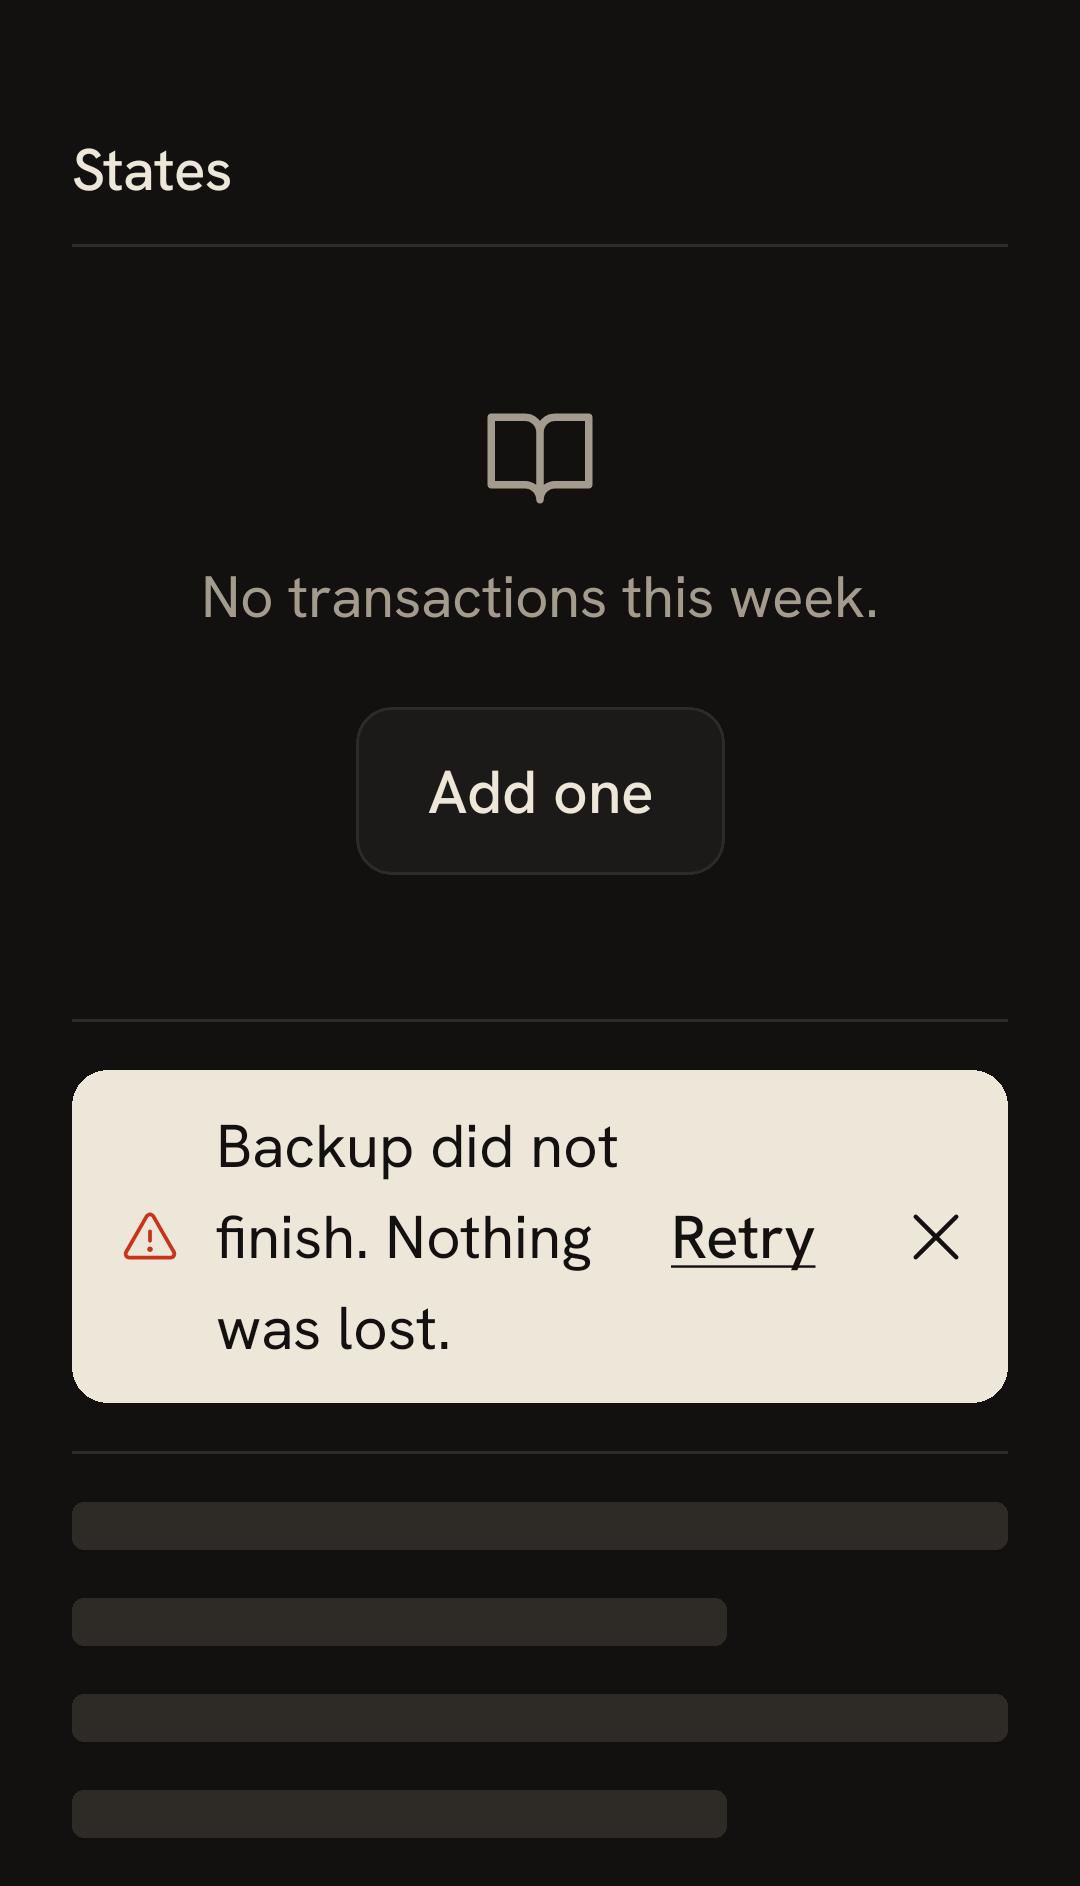 States
No transactions this week.
Add one
Backup did not
finish. Nothing
was lost.
Retry